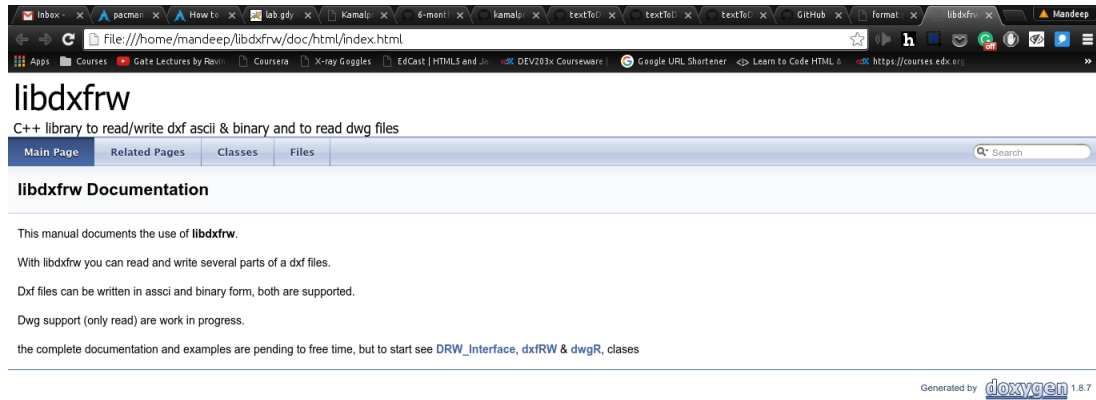 Inbox -
pacman
How to
lab.gdy
Kamalpr
6-month
kamalpr
textToD
textToD
textToD
GitHub
format
libdxfrw
Mandeep
file:///home/mandeep/libdxfrw/doc/html/index.html
Apps Courses Gate Lectures by Ravin Coursera X-ray Goggles EdCast | HTML5 and Ja DEV203x Courseware | Google URL Shortener Learn to Code HTML & https://courses.edx.org »
libdxfrw
C++ library to read/write dxf ascii & binary and to read dwg files
Main Page Related Pages Classes Files Search
libdxfrw Documentation
This manual documents the use of libdxfrw.
With libdxfrw you can read and write several parts of a dxf files.
Dxf files can be written in assci and binary form, both are supported.
Dwg support (only read) are work in progress.
the complete documentation and examples are pending to free time, but to start see DRW_Interface, dxfRW & dwgR, clases
Generated by doxygen 1.8.7